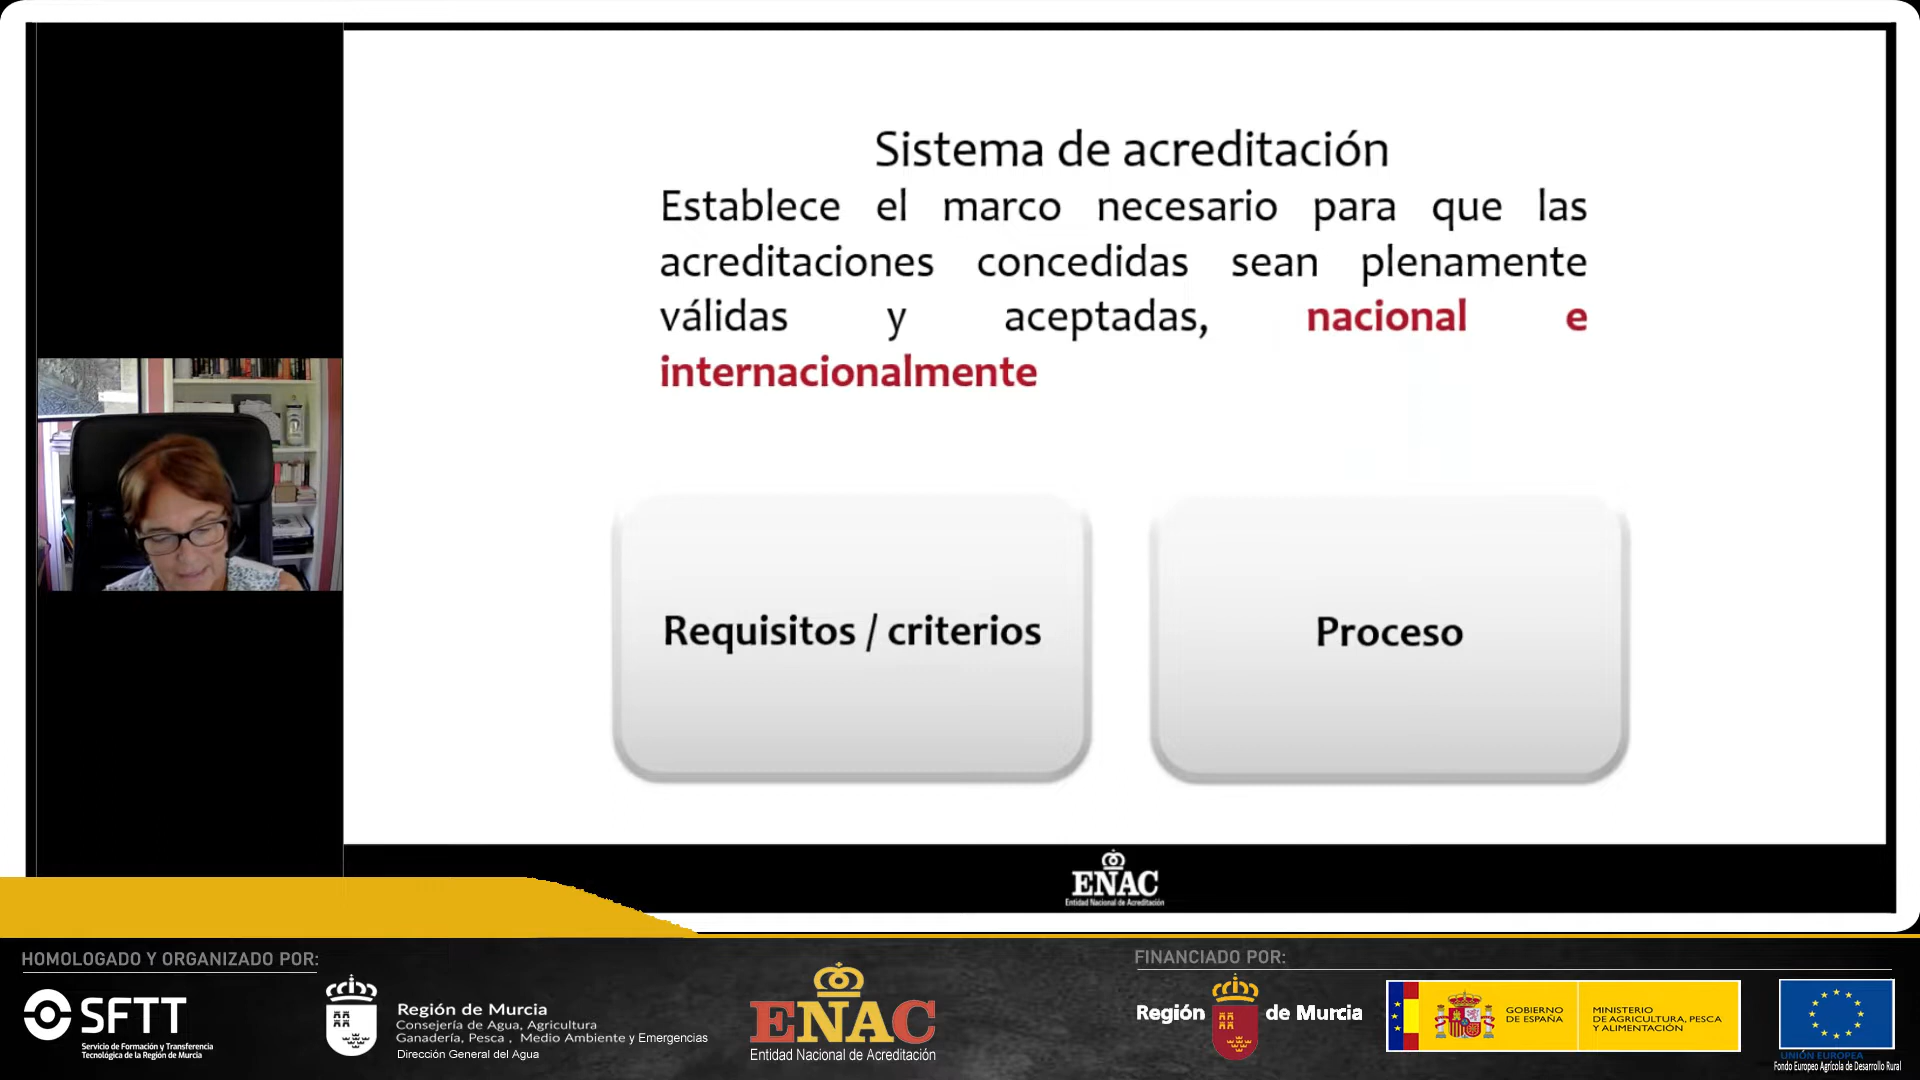 Sistema de acreditación
Establece el marco necesario para que las
acreditaciones concedidas sean plenamente
válidas y aceptadas, nacional e
internacionalmente
Requisitos / criterios
Proceso
ENAC
Entidad Nacional de Acreditación
HOMOLOGADO Y ORGANIZADO POR:
SFTT
Servicio de Formación y Transferencia
Tecnológica de la Región de Murcia
Región de Murcia
Consejería de Agua, Agricultura
Ganadería, Pesca , Medio Ambiente y Emergencias
Dirección General del Agua
ENAC
Entidad Nacional de Acreditación
FINANCIADO POR:
Región de Murcia
GOBIERNO
DE ESPAÑA
MINISTERIO
DE AGRICULTURA, PESCA
Y ALIMENTACIÓN
UNIÓN EUROPEA
Fondo Europeo Agrícola de Desarrollo Rural